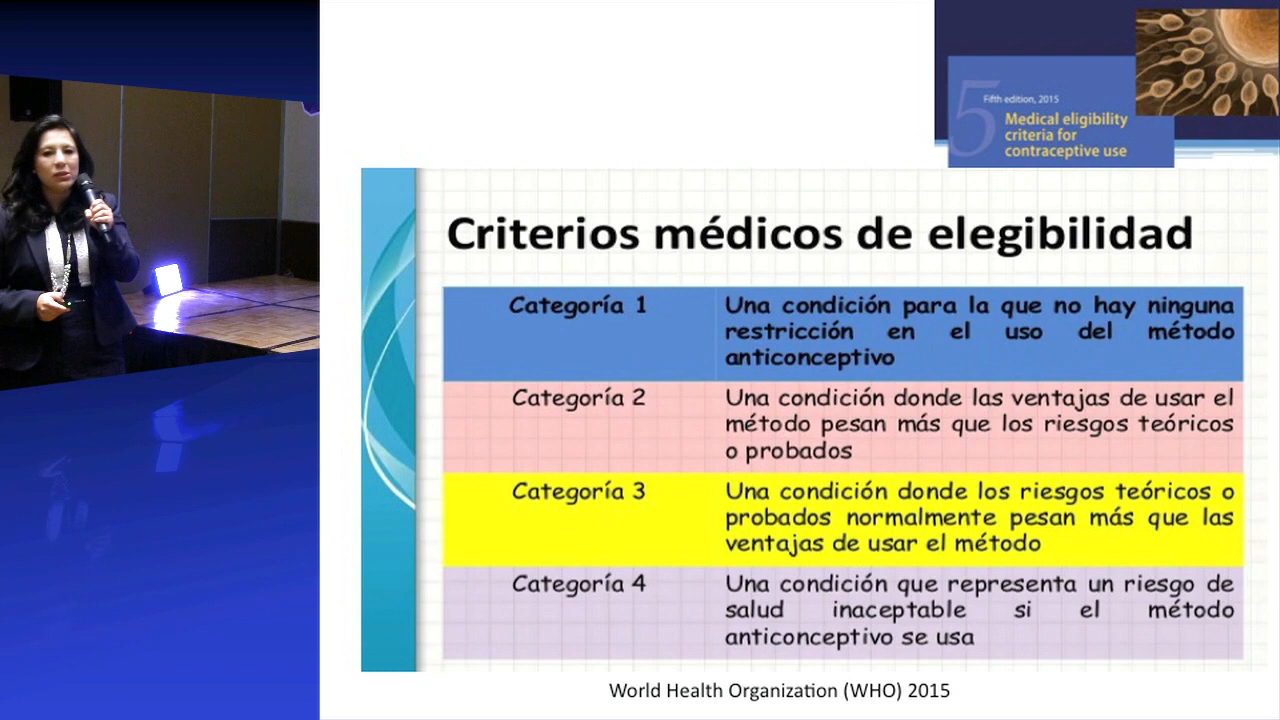 5
Fifth edition, 2015
Medical eligibility
criteria for
contraceptive use
Criterios médicos de elegibilidad
Categoría 1
Una condición para la que no hay ninguna
restricción en el uso del método
anticonceptivo
Categoría 2
Una condición donde las ventajas de usar el
método pesan más que los riesgos teóricos
o probados
Categoría 3
Una condición donde los riesgos teóricos o
probados normalmente pesan más que las
ventajas de usar el método
Categoría 4
Una condición que representa un riesgo de
salud inaceptable si el método
anticonceptivo se usa
World Health Organization (WHO) 2015